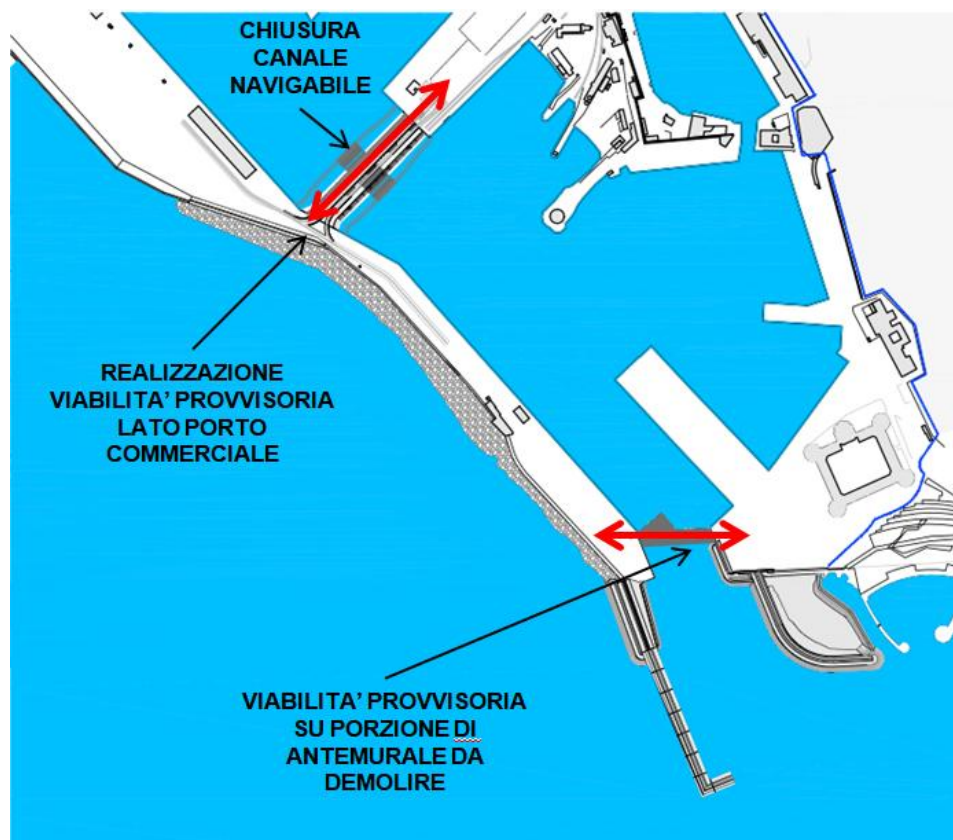 CHIUSURA
CANALE
NAVIGABILE
REALIZZAZIONE
VIABILITA' PROVVISORIA
LATO PORTO
COMMERCIALE
VIABILITA' PROVVISORIA
SU PORZIONE DI
ANTEMURALE DA
DEMOLIRE